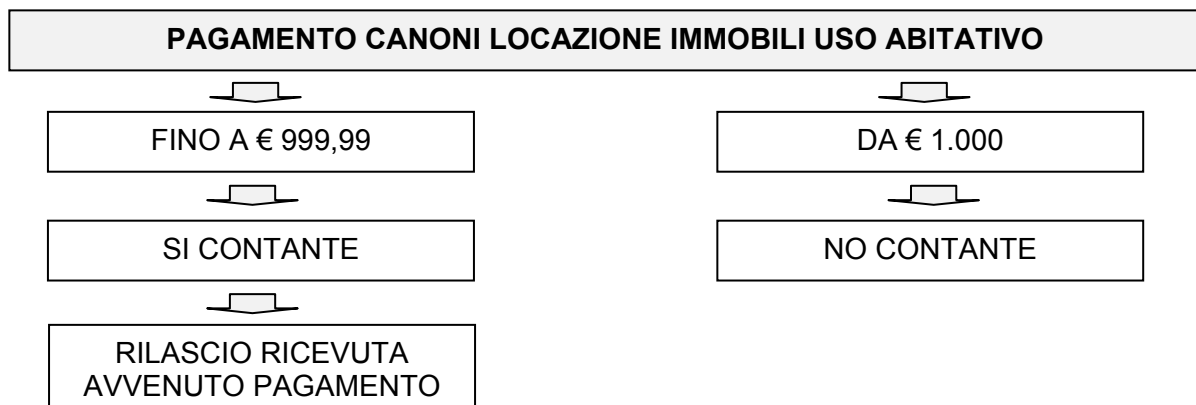 PAGAMENTO CANONI LOCAZIONE IMMOBILI USO ABITATIVO
FINO A € 999,99
DA € 1.000
SI CONTANTE
NO CONTANTE
RILASCIO RICEVUTA
AVVENUTO PAGAMENTO